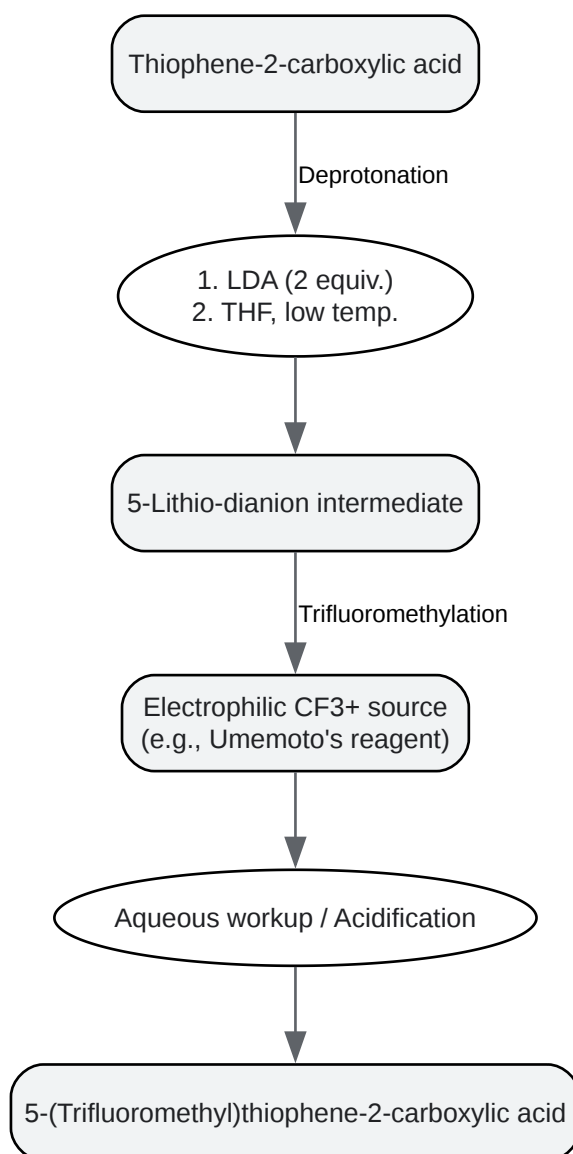 Thiophene-2-carboxylic acid
Deprotonation
1. LDA (2 equiv.)
2. THF, low temp.
5-Lithio-dianion intermediate
Trifluoromethylation
Electrophilic CF3+ source
(e.g., Umemoto's reagent)
Aqueous workup / Acidification
5-(Trifluoromethyl)thiophene-2-carboxylic acid